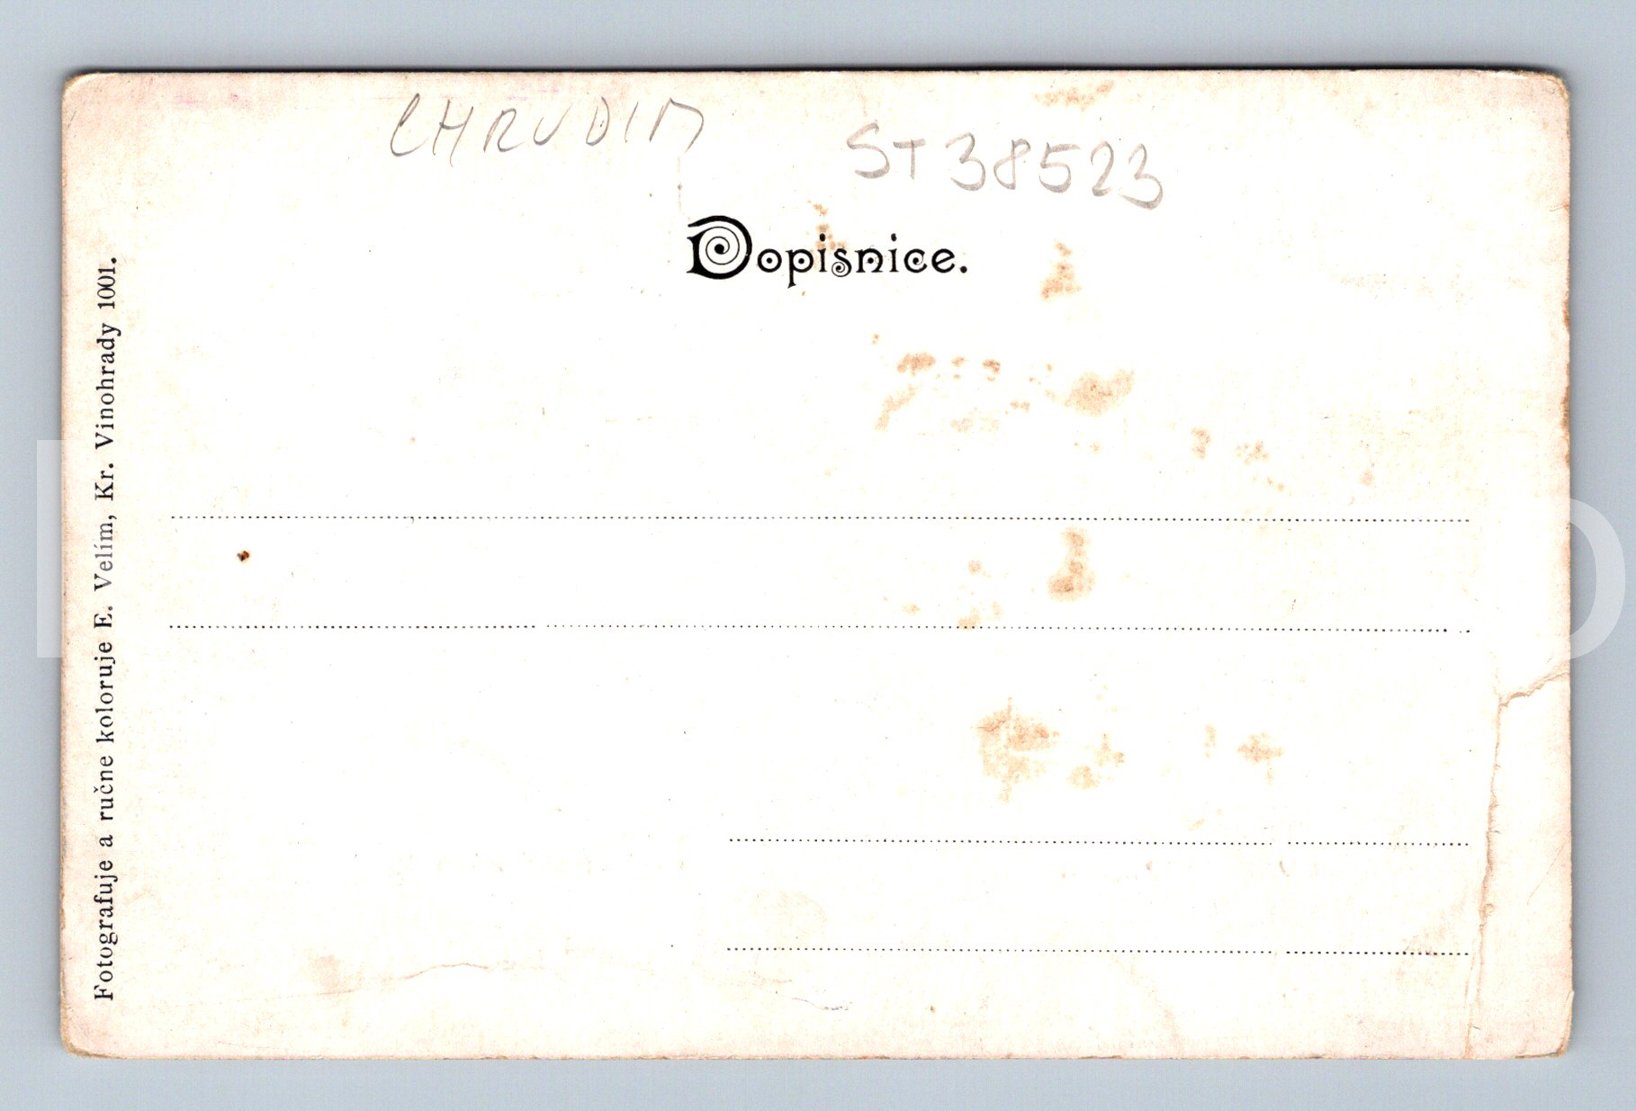 CHRUDIM
ST38523
Dopisnice.
Fotografuje a ručne koloruje E. Velím, Kr. Vinohrady 1001.